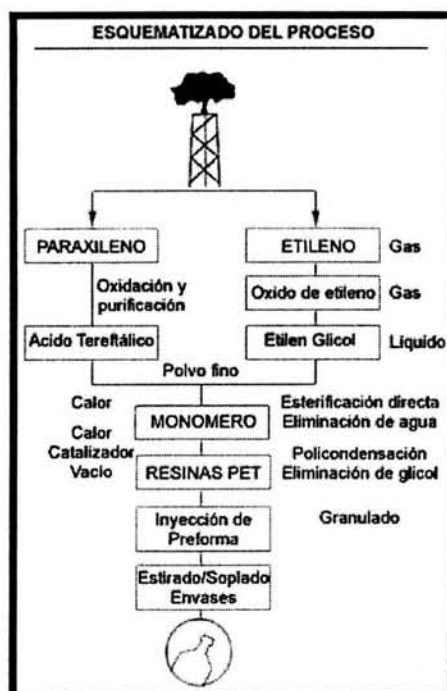 ESQUEMATIZADO DEL PROCESO
PARAXILENO
ETILENO
Gas
Oxidación y
purificación
Oxido de etileno
Gas
Acido Tereftálico
Etilen Glicol
Líquido
Polvo fino
Calor
MONOMERO
Esterificación directa
Eliminación de agua
Calor
Catalizador
Vacío
RESINAS PET
Policondensación
Eliminación de glicol
Inyección de
Preforma
Granulado
Estirado/Soplado
Envases